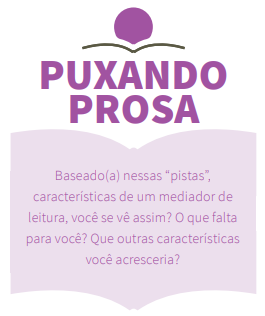 PUXANDO
PROSA
Baseado(a) nessas “pistas”,
características de um mediador de
leitura, você se vê assim? O que falta
para você? Que outras características
você acresceria?